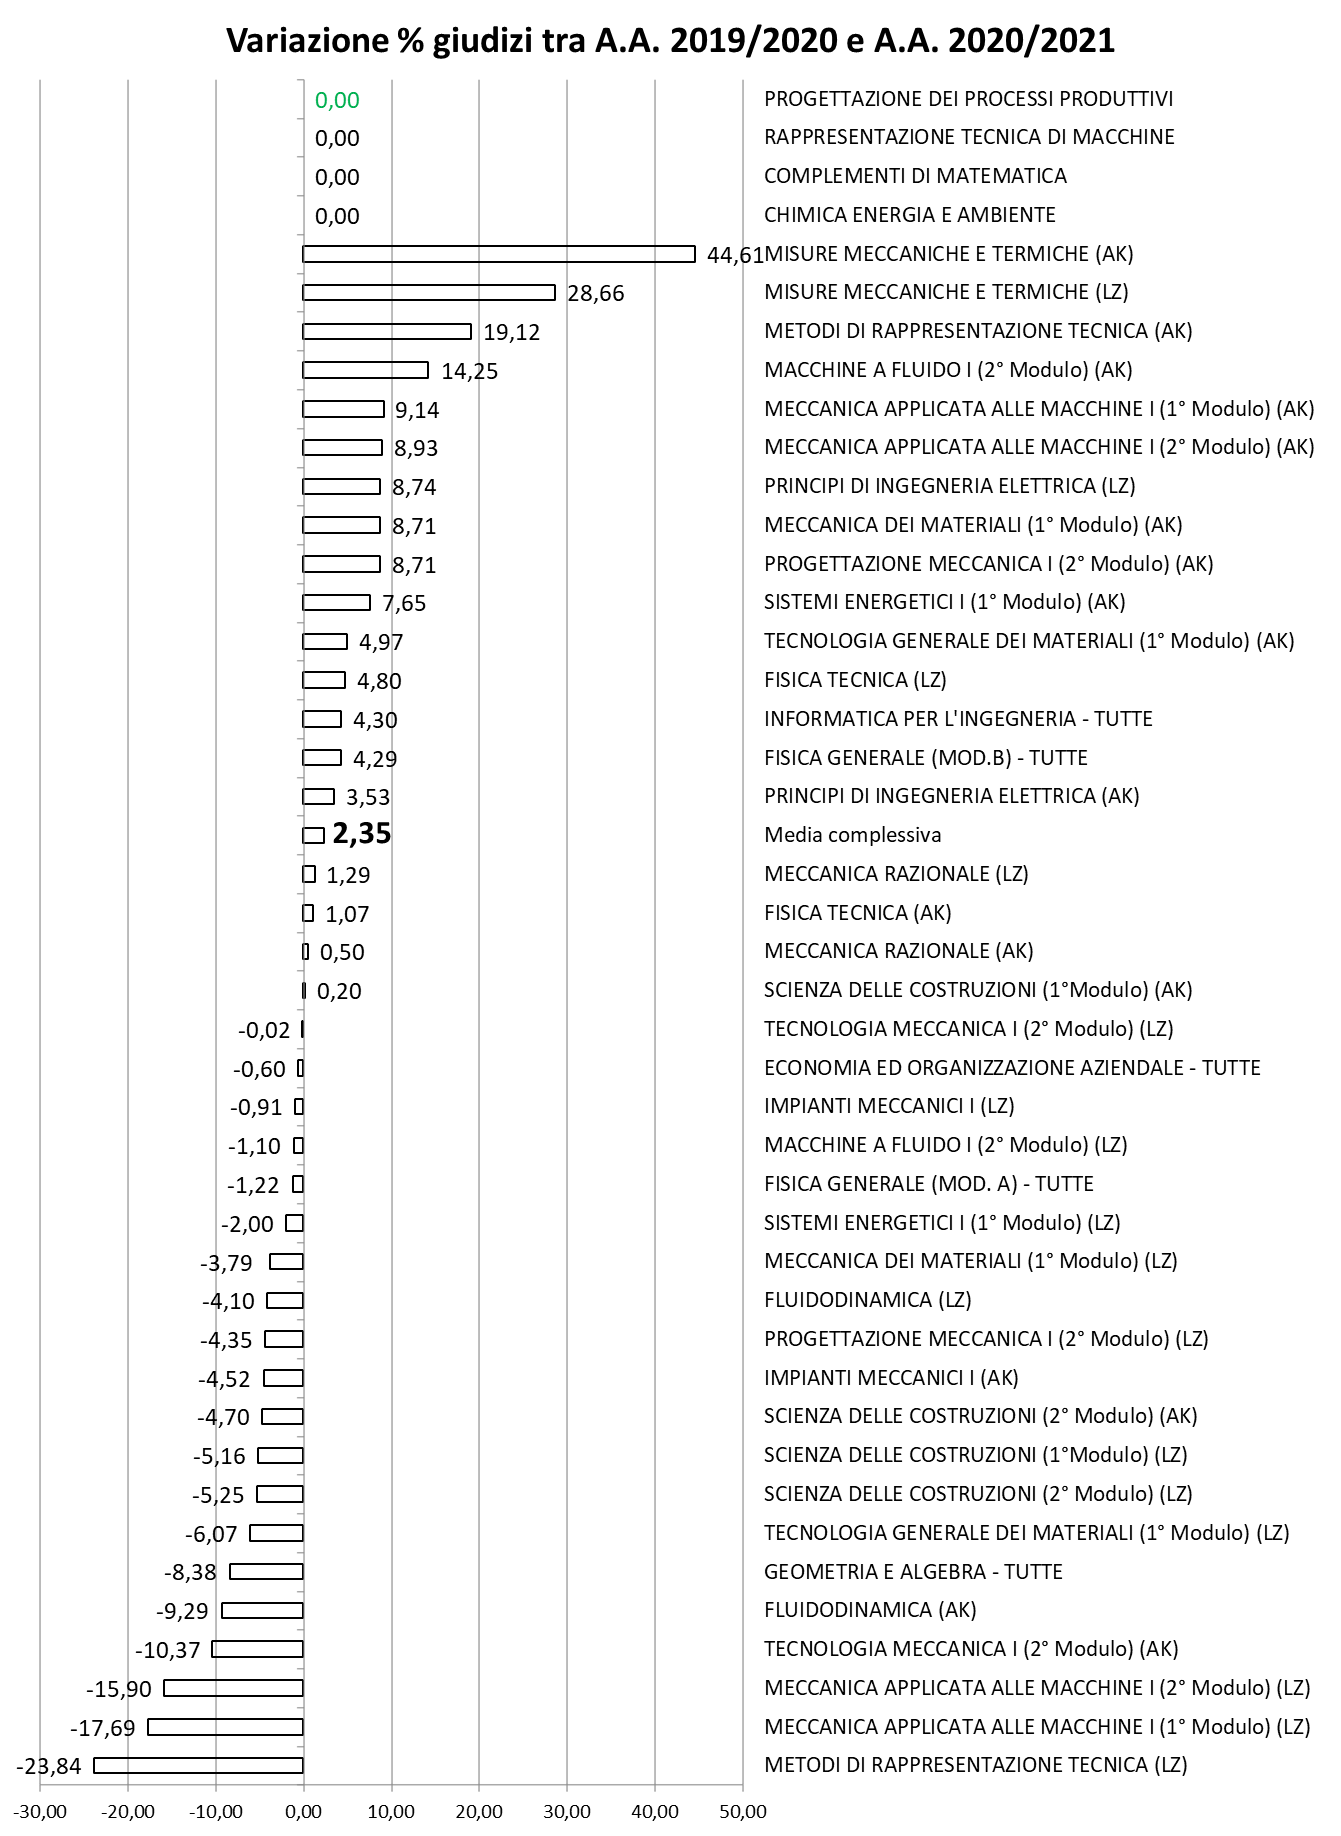 Variazione % giudizi tra A.A. 2019/2020 e A.A. 2020/2021
0,00 PROGETTAZIONE DEI PROCESSI PRODUTTIVI
0,00 RAPPRESENTAZIONE TECNICA DI MACCHINE
0,00 COMPLEMENTI DI MATEMATICA
0,00 CHIMICA ENERGIA E AMBIENTE
44,61 MISURE MECCANICHE E TERMICHE (AK)
28,66 MISURE MECCANICHE E TERMICHE (LZ)
19,12 METODI DI RAPPRESENTAZIONE TECNICA (AK)
14,25 MACCHINE A FLUIDO I (2° Modulo) (AK)
9,14 MECCANICA APPLICATA ALLE MACCHINE I (1° Modulo) (AK)
8,93 MECCANICA APPLICATA ALLE MACCHINE I (2° Modulo) (AK)
8,74 PRINCIPI DI INGEGNERIA ELETTRICA (LZ)
8,71 MECCANICA DEI MATERIALI (1° Modulo) (AK)
8,71 PROGETTAZIONE MECCANICA I (2° Modulo) (AK)
7,65 SISTEMI ENERGETICI I (1° Modulo) (AK)
4,97 TECNOLOGIA GENERALE DEI MATERIALI (1° Modulo) (AK)
4,80 FISICA TECNICA (LZ)
4,30 INFORMATICA PER L'INGEGNERIA - TUTTE
4,29 FISICA GENERALE (MOD.B) - TUTTE
3,53 PRINCIPI DI INGEGNERIA ELETTRICA (AK)
2,35 Media complessiva
1,29 MECCANICA RAZIONALE (LZ)
1,07 FISICA TECNICA (AK)
0,50 MECCANICA RAZIONALE (AK)
0,20 SCIENZA DELLE COSTRUZIONI (1°Modulo) (AK)
-0,02 TECNOLOGIA MECCANICA I (2° Modulo) (LZ)
-0,60 ECONOMIA ED ORGANIZZAZIONE AZIENDALE - TUTTE
-0,91 IMPIANTI MECCANICI I (LZ)
-1,10 MACCHINE A FLUIDO I (2° Modulo) (LZ)
-1,22 FISICA GENERALE (MOD. A) - TUTTE
-2,00 SISTEMI ENERGETICI I (1° Modulo) (LZ)
-3,79 MECCANICA DEI MATERIALI (1° Modulo) (LZ)
-4,10 FLUIDODINAMICA (LZ)
-4,35 PROGETTAZIONE MECCANICA I (2° Modulo) (LZ)
-4,52 IMPIANTI MECCANICI I (AK)
-4,70 SCIENZA DELLE COSTRUZIONI (2° Modulo) (AK)
-5,16 SCIENZA DELLE COSTRUZIONI (1°Modulo) (LZ)
-5,25 SCIENZA DELLE COSTRUZIONI (2° Modulo) (LZ)
-6,07 TECNOLOGIA GENERALE DEI MATERIALI (1° Modulo) (LZ)
-8,38 GEOMETRIA E ALGEBRA - TUTTE
-9,29 FLUIDODINAMICA (AK)
-10,37 TECNOLOGIA MECCANICA I (2° Modulo) (AK)
-15,90 MECCANICA APPLICATA ALLE MACCHINE I (2° Modulo) (LZ)
-17,69 MECCANICA APPLICATA ALLE MACCHINE I (1° Modulo) (LZ)
-23,84 METODI DI RAPPRESENTAZIONE TECNICA (LZ)
-30,00 -20,00 -10,00 0,00 10,00 20,00 30,00 40,00 50,00